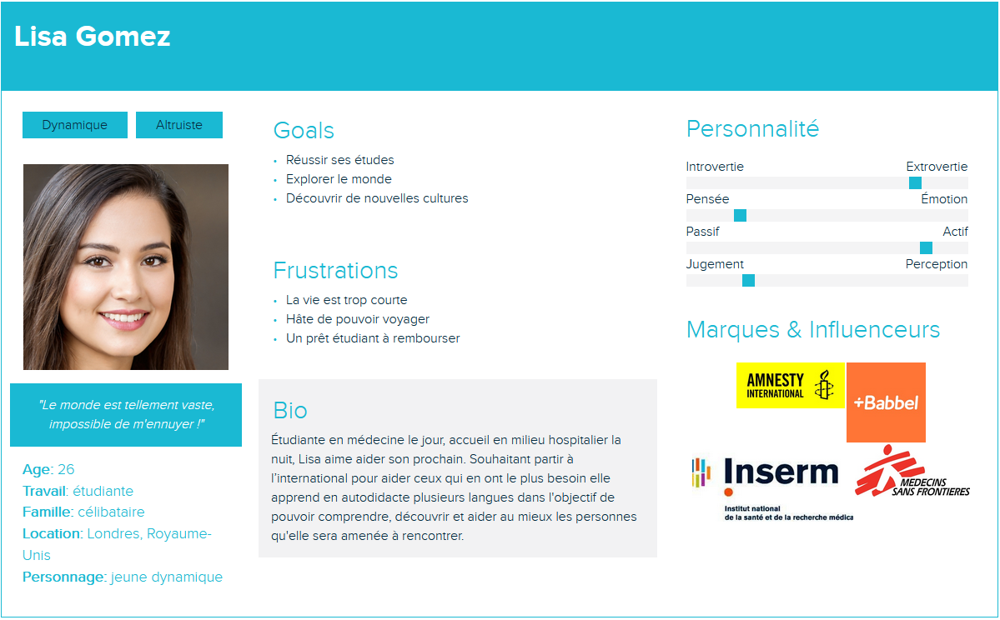 Lisa Gomez
Dynamique
Altruiste
"Le monde est tellement vaste,
impossible de m'ennuyer !"
Age: 26
Travail: étudiante
Famille: célibataire
Location: Londres, Royaume-
Unis
Personnage: jeune dynamique
Goals
Réussir ses études
Explorer le monde
Découvrir de nouvelles cultures
Frustrations
La vie est trop courte
Hâte de pouvoir voyager
Un prêt étudiant à rembourser
Bio
Étudiante en médecine le jour, accueil en milieu hospitalier la
nuit, Lisa aime aider son prochain. Souhaitant partir à
l’international pour aider ceux qui en ont le plus besoin elle
apprend en autodidacte plusieurs langues dans l'objectif de
pouvoir comprendre, découvrir et aider au mieux les personnes
qu'elle sera amenée à rencontrer.
Personnalité
Introvertie Extrovertie
Pensée Émotion
Passif Actif
Jugement Perception
Marques & Influenceurs
AMNESTY
INTERNATIONAL
+Babbel
Inserm
Institut national
de la santé et de la recherche médica
MEDECINS
SANS FRONTIERES